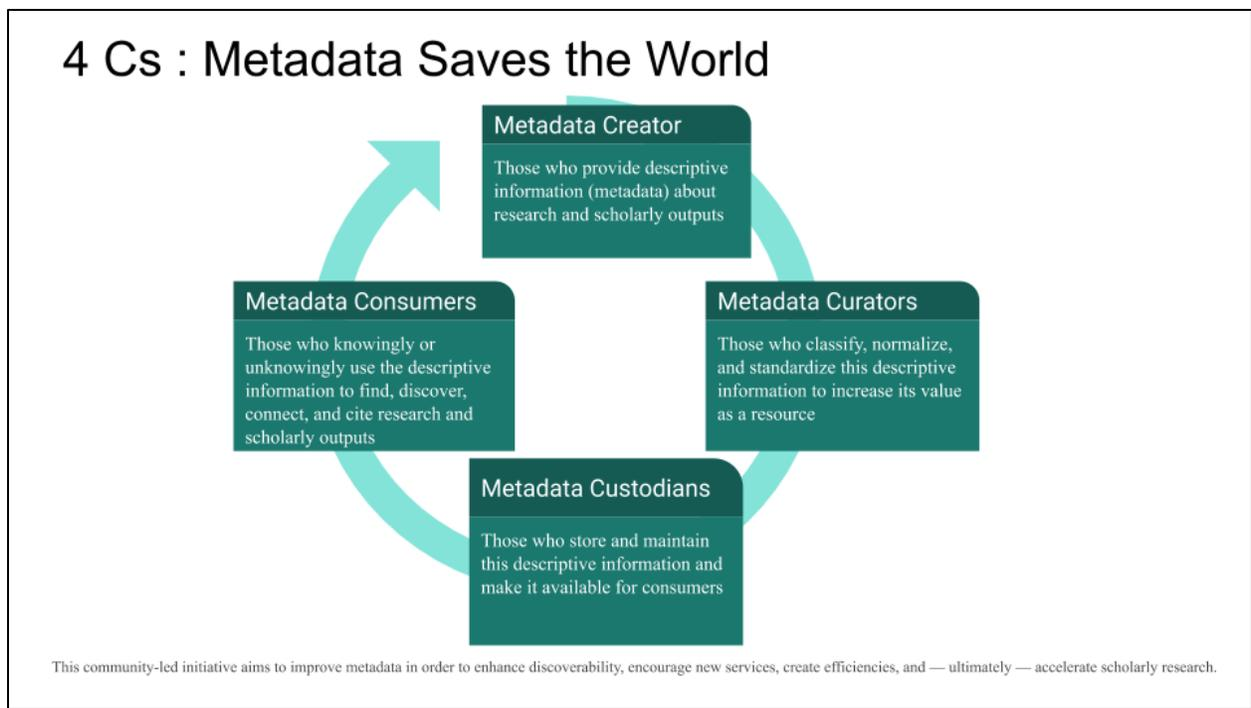 4 Cs : Metadata Saves the World
Metadata Creator
Those who provide descriptive
information (metadata) about
research and scholarly outputs
Metadata Curators
Those who classify, normalize,
and standardize this descriptive
information to increase its value
as a resource
Metadata Custodians
Those who store and maintain
this descriptive information and
make it available for consumers
Metadata Consumers
Those who knowingly or
unknowingly use the descriptive
information to find, discover,
connect, and cite research and
scholarly outputs
This community-led initiative aims to improve metadata in order to enhance discoverability, encourage new services, create efficiencies, and — ultimately — accelerate scholarly research.